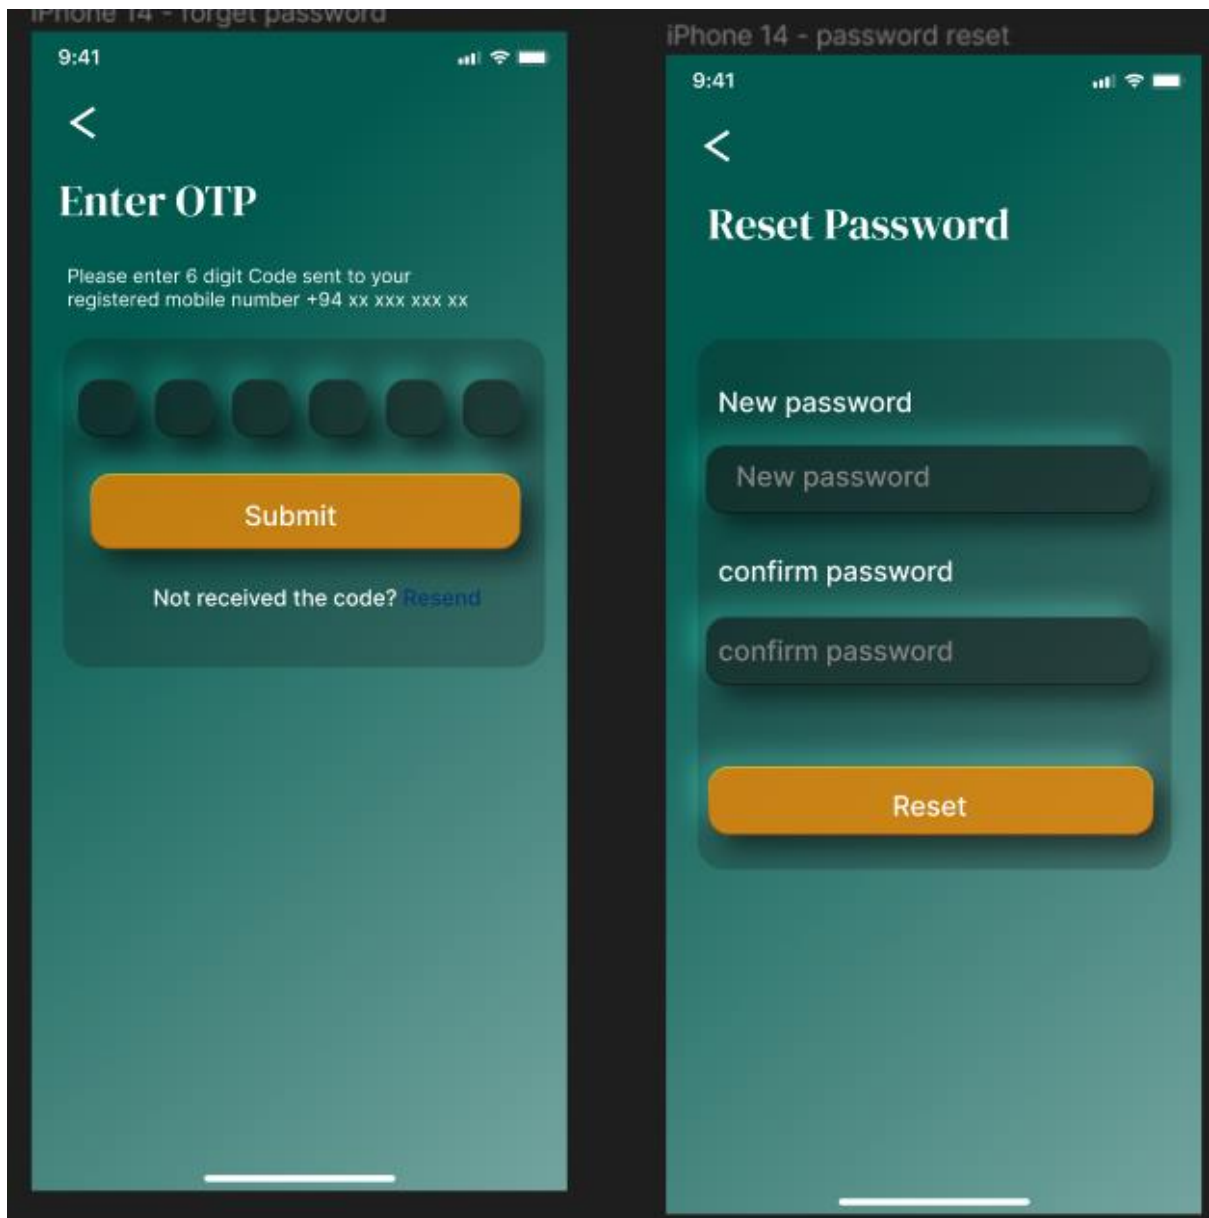 iPhone 14 - forget password
9:41
<
Enter OTP
Please enter 6 digit Code sent to your
registered mobile number +94 xx xxx xxx xx
Submit
Not received the code? Resend
iPhone 14 - password reset
9:41
<
Reset Password
New password
New password
confirm password
confirm password
Reset